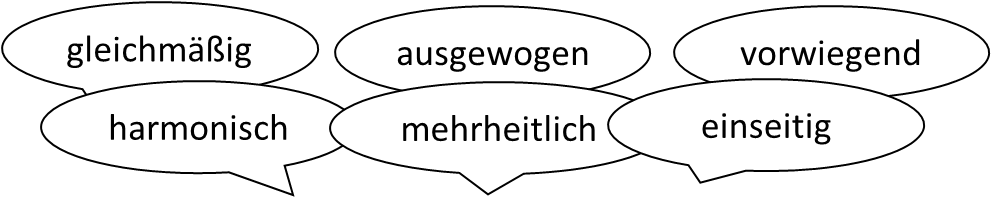 gleichmäßig
ausgewogen
vorwiegend
harmonisch
mehrheitlich
einseitig